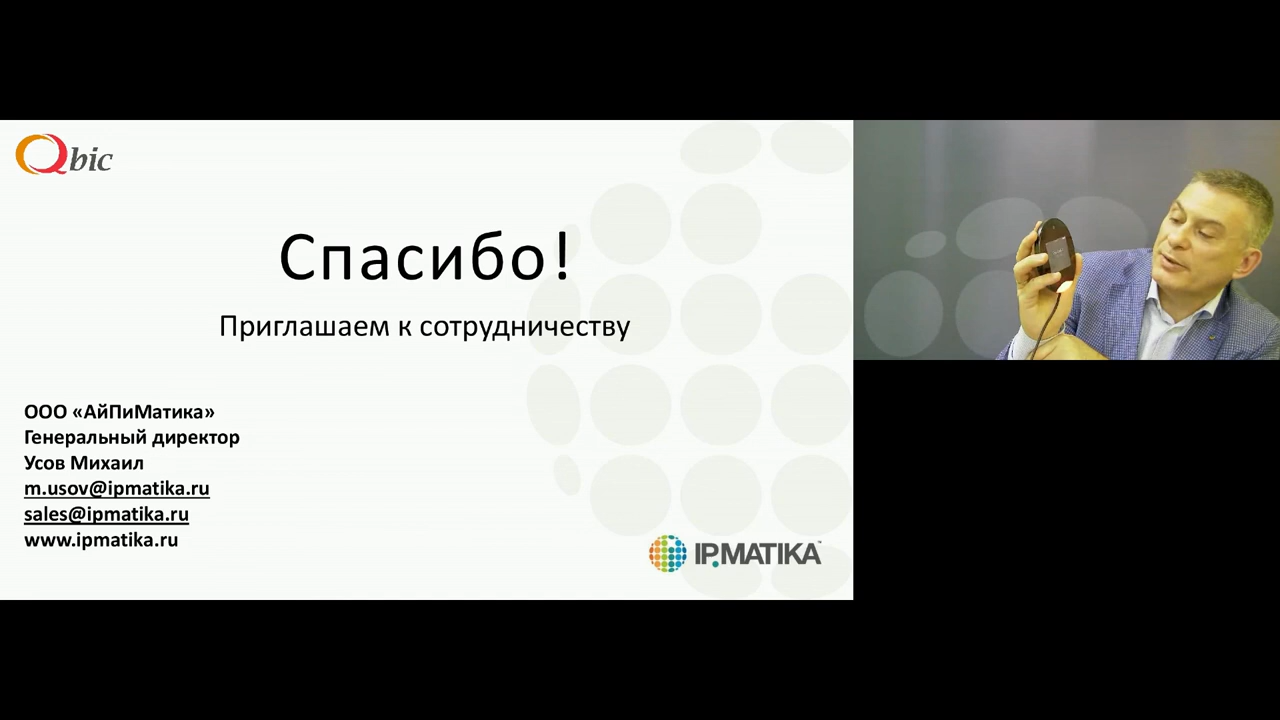 Qbic
Спасибо!
Приглашаем к сотрудничеству
ООО «АйПиМатика»
Генеральный директор
Усов Михаил
m.usov@ipmatika.ru
sales@ipmatika.ru
www.ipmatika.ru
IP.MATIKA™